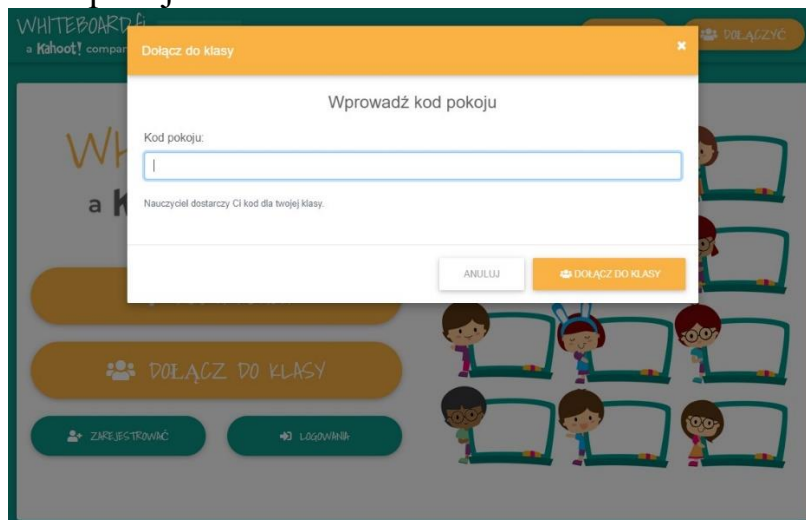 WHITEBOARD.fi
a Kahoot! compan
DOŁĄCZYĆ
Dołącz do klasy
×
Wprowadź kod pokoju
Kod pokoju:
Nauczyciel dostarczy Ci kod dla twojej klasy.
ANULUJ
DOŁĄCZ DO KLASY
WH
a K
DOŁĄCZ DO KLASY
ZAREJESTROWAĆ
LOGOWANIA